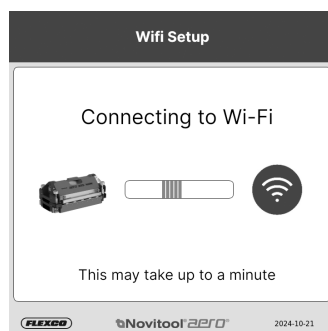 Wifi Setup
Connecting to Wi-Fi
This may take up to a minute
FLEXCO Novitool® aero® 2024-10-21